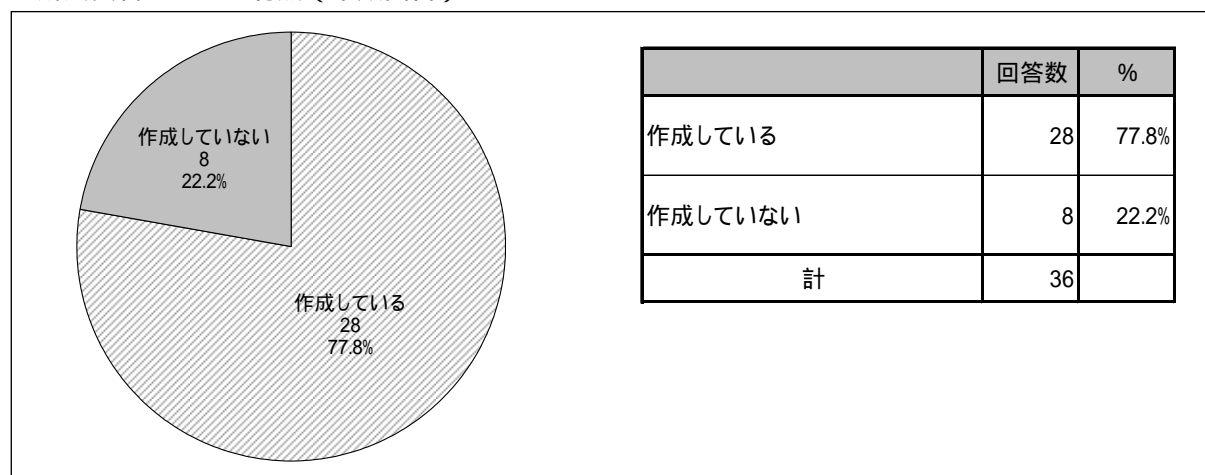 作成していない
8
22.2%
作成している
28
77.8%
回答数 %
作成している 28 77.8%
作成していない 8 22.2%
計 36